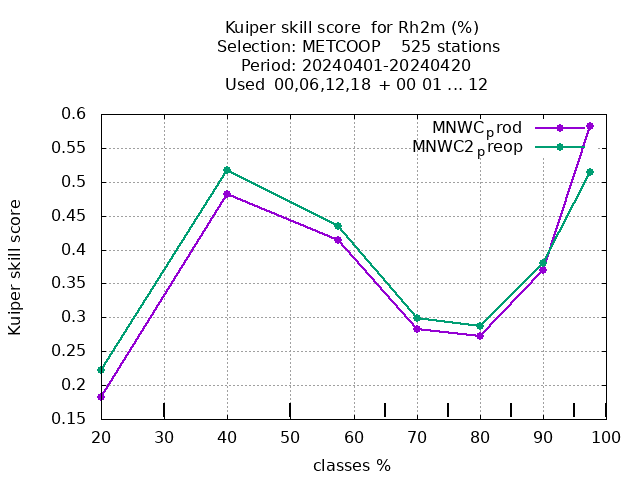 Kuiper skill score  for Rh2m (%)
Selection: METCOOP    525 stations
Period: 20240401-20240420
Used  00,06,12,18 + 00 01 ... 12
MNWCprod
MNWC2preop
0.6
0.55
0.5
0.45
0.4
0.35
0.3
0.25
0.2
0.15
Kuiper skill score
20 30 40 50 60 70 80 90 100
classes %